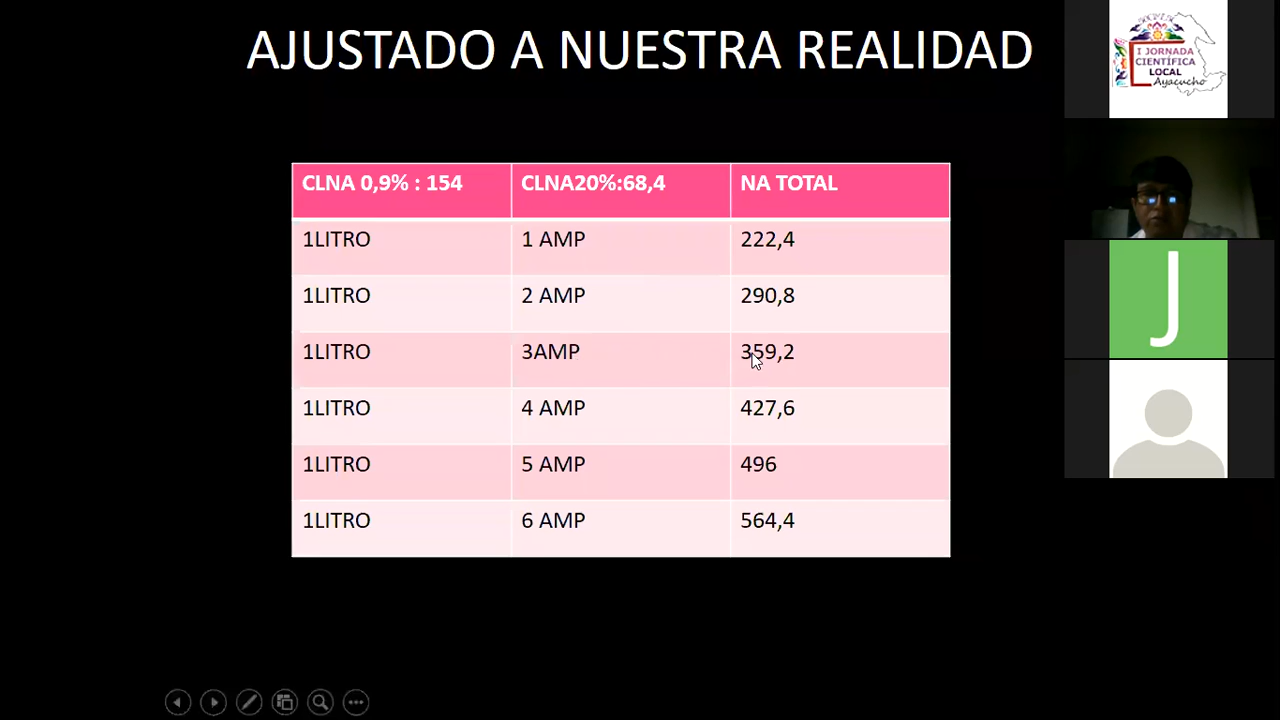 AJUSTADO A NUESTRA REALIDAD
CLNA 0,9% : 154 CLNA20%:68,4 NA TOTAL
1LITRO 1 AMP 222,4
1LITRO 2 AMP 290,8
1LITRO 3AMP 359,2
1LITRO 4 AMP 427,6
1LITRO 5 AMP 496
1LITRO 6 AMP 564,4
I JORNADA
CIENTÍFICA
LOCAL
Ayacucho
J